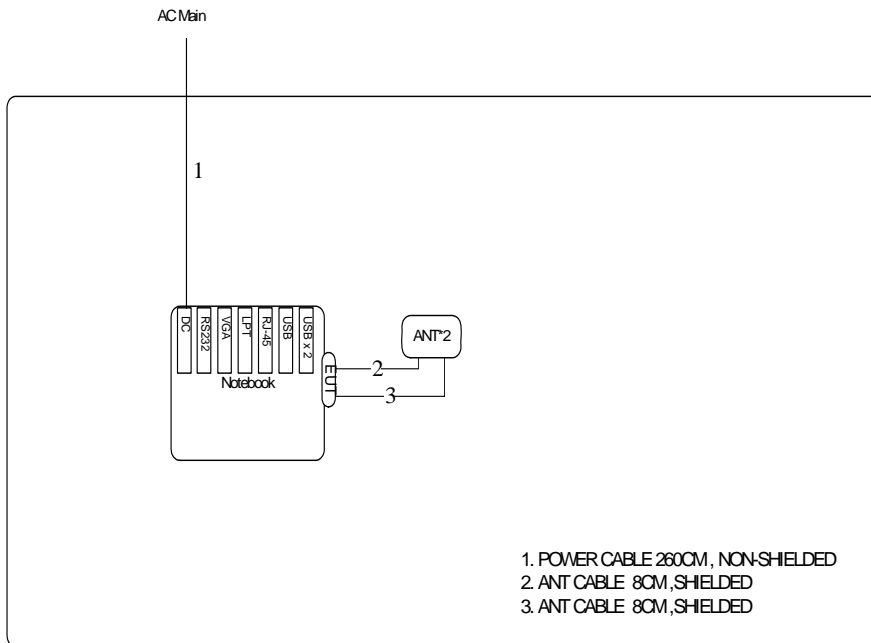 AC Main
1
DC
RS232
VGA
LPT
RJ-45
USB
USB x 2
Notebook
EUT
ANT*2
2
3
1. POWER CABLE 260CM , NON-SHIELDED
2. ANT CABLE 8CM ,SHIELDED
3. ANT CABLE 8CM ,SHIELDED